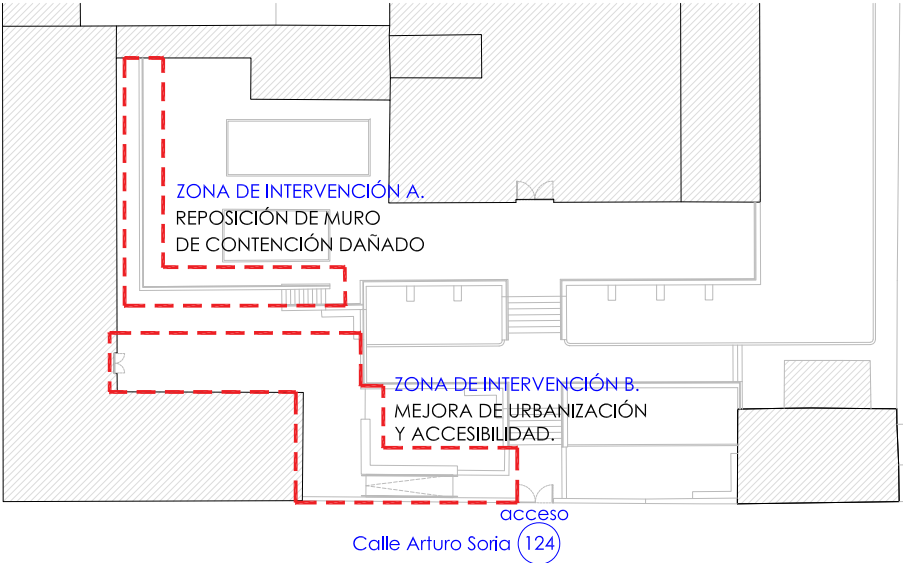 ZONA DE INTERVENCIÓN A.
REPOSICIÓN DE MURO
DE CONTENCIÓN DAÑADO
ZONA DE INTERVENCIÓN B.
MEJORA DE URBANIZACIÓN
Y ACCESIBILIDAD.
acceso
Calle Arturo Soria 124